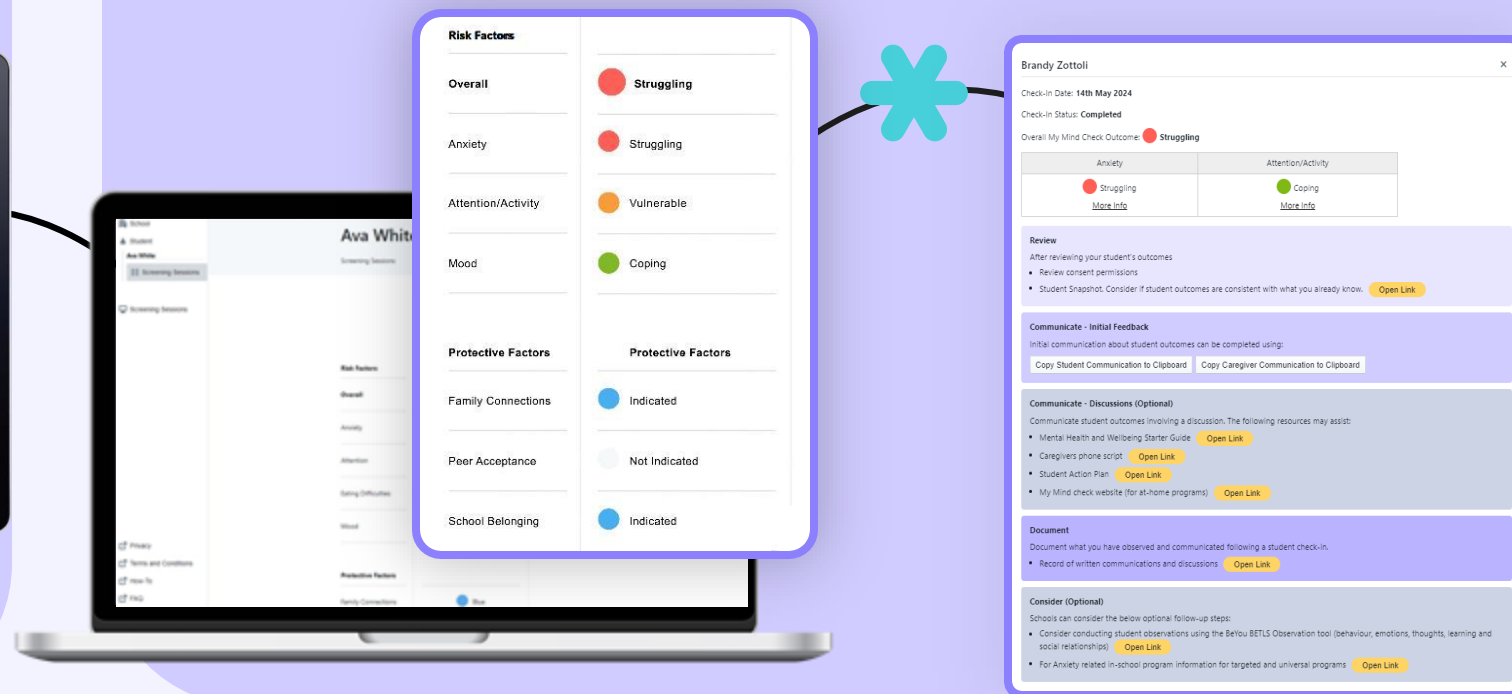 School
Student
Ava White
Screening Sessions
Screening Sessions
Privacy
Terms and Conditions
How-To
FAQ
Ava Whit
Screening Sessions
Risk Factors
Overall
Anxiety
Attention
Eating Difficulties
Mood
Protective Factors
Family Connections
Blue
Risk Factors
Overall Struggling
Anxiety Struggling
Attention/Activity Vulnerable
Mood Coping
Protective Factors Protective Factors
Family Connections Indicated
Peer Acceptance Not Indicated
School Belonging Indicated
Brandy Zottoli ×
Check-In Date: 14th May 2024
Check-In Status: Completed
Overall My Mind Check Outcome: Struggling
Anxiety Attention/Activity
Struggling Coping
More Info More Info
Review
After reviewing your student's outcomes
• Review consent permissions
• Student Snapshot. Consider if student outcomes are consistent with what you already know. Open Link
Communicate - Initial Feedback
Initial communication about student outcomes can be completed using:
Copy Student Communication to Clipboard Copy Caregiver Communication to Clipboard
Communicate - Discussions (Optional)
Communicate student outcomes involving a discussion. The following resources may assist:
• Mental Health and Wellbeing Starter Guide Open Link
• Caregivers phone script Open Link
• Student Action Plan Open Link
• My Mind check website (for at-home programs) Open Link
Document
Document what you have observed and communicated following a student check-in.
• Record of written communications and discussions Open Link
Consider (Optional)
Schools can consider the below optional follow-up steps:
• Consider conducting student observations using the BeYou BETLS Observation tool (behaviour, emotions, thoughts, learning and
social relationships) Open Link
• For Anxiety related in-school program information for targeted and universal programs Open Link